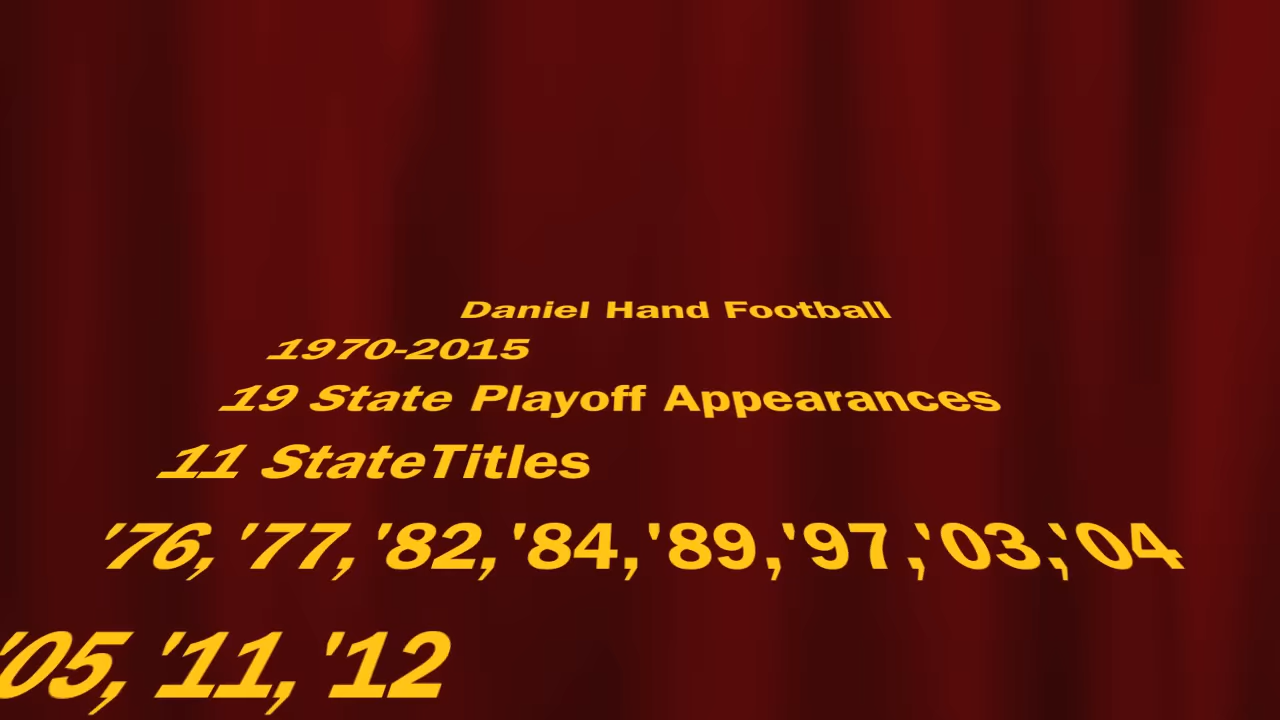 Daniel Hand Football
1970-2015
19 State Playoff Appearances
11 StateTitles
'76, '77, '82, '84,'89,'97,'03,'04
'05, '11, '12